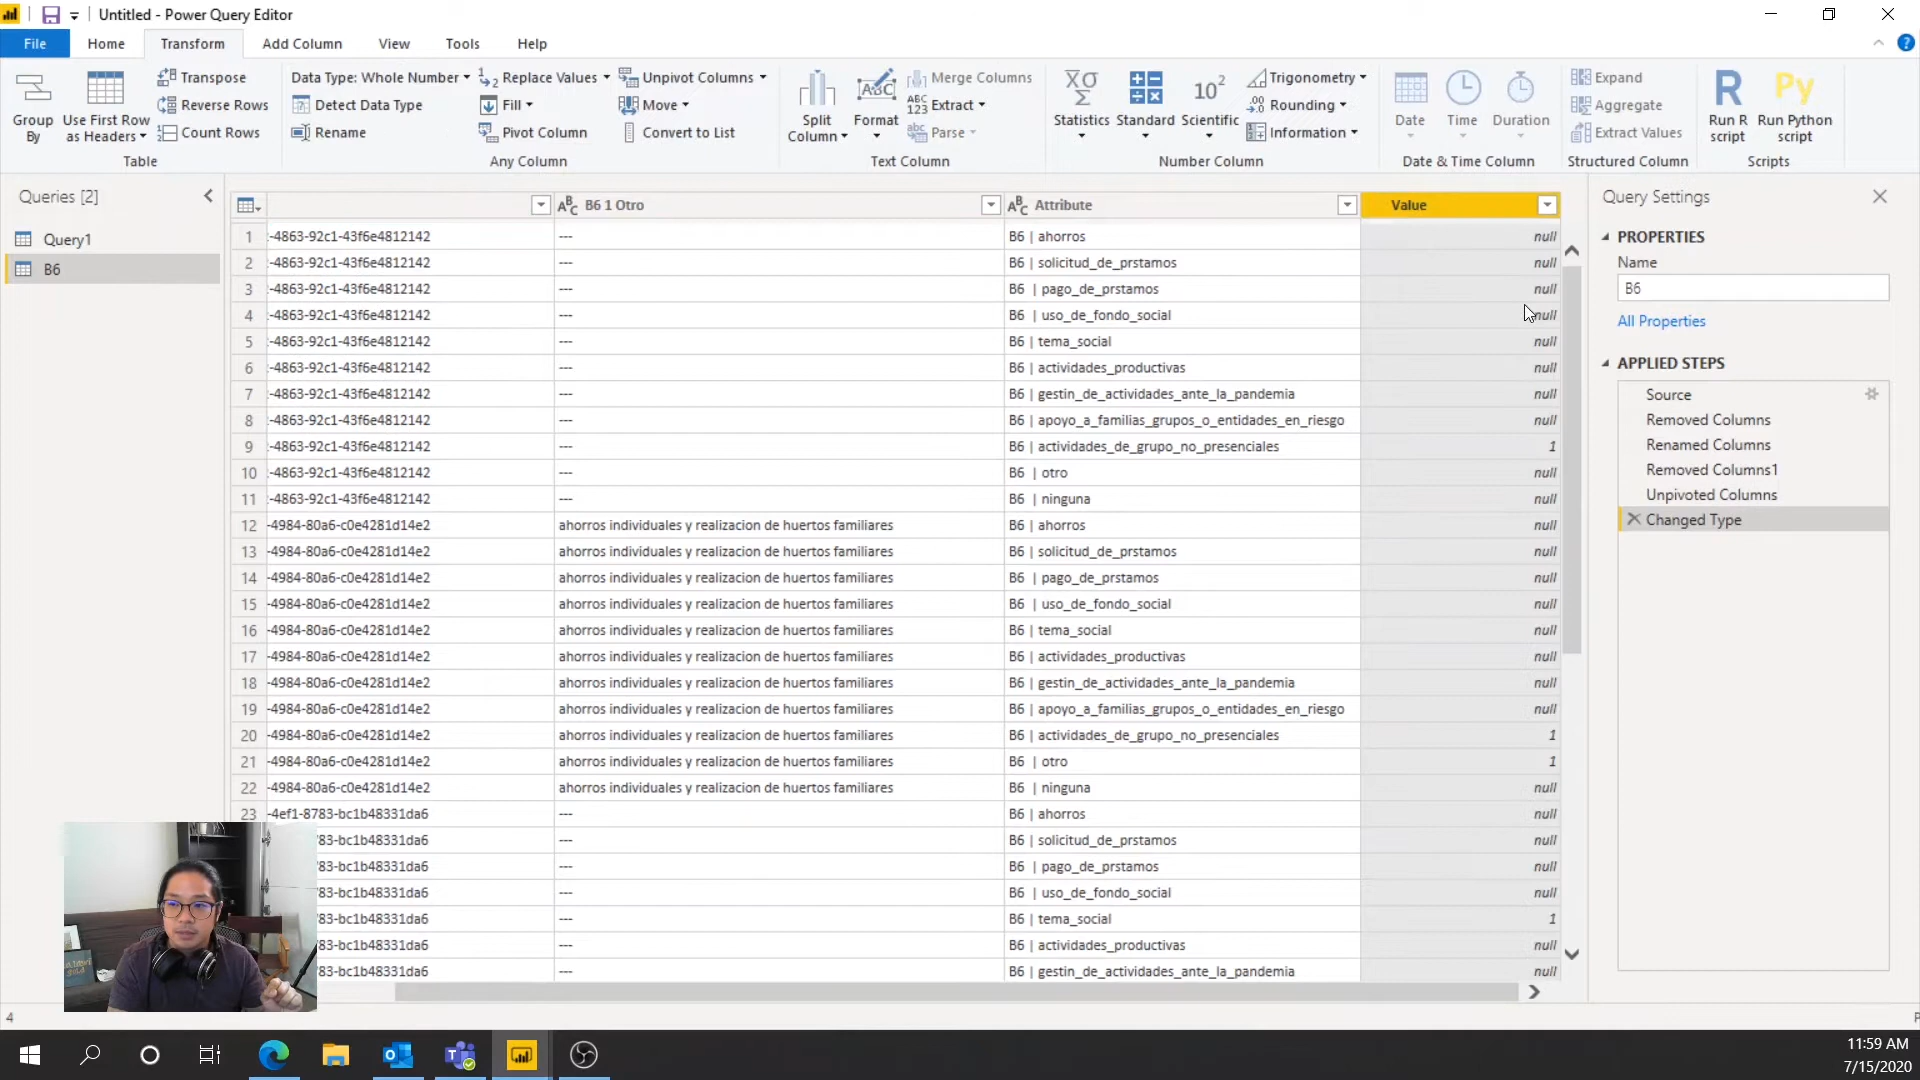 Untitled - Power Query Editor
File Home Transform Add Column View Tools Help
Group By
Use First Row as Headers
Transpose
Reverse Rows
Count Rows
Table
Data Type: Whole Number
Detect Data Type
Rename
Replace Values
Fill
Pivot Column
Unpivot Columns
Move
Convert to List
Any Column
Split Column
Format
Merge Columns
Extract
Parse
Text Column
Statistics
Standard
Scientific
Trigonometry
Rounding
Information
Number Column
Date
Time
Duration
Date & Time Column
Expand
Aggregate
Extract Values
Structured Column
Run R script
Run Python script
Scripts
Queries [2]
Query1
B6
B6 1 Otro Attribute Value
1 -4863-92c1-43f6e4812142 --- B6 | ahorros null
2 -4863-92c1-43f6e4812142 --- B6 | solicitud_de_prstamos null
3 -4863-92c1-43f6e4812142 --- B6 | pago_de_prstamos null
4 -4863-92c1-43f6e4812142 --- B6 | uso_de_fondo_social null
5 -4863-92c1-43f6e4812142 --- B6 | tema_social null
6 -4863-92c1-43f6e4812142 --- B6 | actividades_productivas null
7 -4863-92c1-43f6e4812142 --- B6 | gestin_de_actividades_ante_la_pandemia null
8 -4863-92c1-43f6e4812142 --- B6 | apoyo_a_familias_grupos_o_entidades_en_riesgo null
9 -4863-92c1-43f6e4812142 --- B6 | actividades_de_grupo_no_presenciales 1
10 -4863-92c1-43f6e4812142 --- B6 | otro null
11 -4863-92c1-43f6e4812142 --- B6 | ninguna null
12 -4984-80a6-c0e4281d14e2 ahorros individuales y realizacion de huertos familiares B6 | ahorros null
13 -4984-80a6-c0e4281d14e2 ahorros individuales y realizacion de huertos familiares B6 | solicitud_de_prstamos null
14 -4984-80a6-c0e4281d14e2 ahorros individuales y realizacion de huertos familiares B6 | pago_de_prstamos null
15 -4984-80a6-c0e4281d14e2 ahorros individuales y realizacion de huertos familiares B6 | uso_de_fondo_social null
16 -4984-80a6-c0e4281d14e2 ahorros individuales y realizacion de huertos familiares B6 | tema_social null
17 -4984-80a6-c0e4281d14e2 ahorros individuales y realizacion de huertos familiares B6 | actividades_productivas null
18 -4984-80a6-c0e4281d14e2 ahorros individuales y realizacion de huertos familiares B6 | gestin_de_actividades_ante_la_pandemia null
19 -4984-80a6-c0e4281d14e2 ahorros individuales y realizacion de huertos familiares B6 | apoyo_a_familias_grupos_o_entidades_en_riesgo null
20 -4984-80a6-c0e4281d14e2 ahorros individuales y realizacion de huertos familiares B6 | actividades_de_grupo_no_presenciales 1
21 -4984-80a6-c0e4281d14e2 ahorros individuales y realizacion de huertos familiares B6 | otro 1
22 -4984-80a6-c0e4281d14e2 ahorros individuales y realizacion de huertos familiares B6 | ninguna null
23 -4ef1-8783-bc1b48331da6 --- B6 | ahorros null
783-bc1b48331da6 --- B6 | solicitud_de_prstamos null
783-bc1b48331da6 --- B6 | pago_de_prstamos null
783-bc1b48331da6 --- B6 | uso_de_fondo_social null
783-bc1b48331da6 --- B6 | tema_social 1
783-bc1b48331da6 --- B6 | actividades_productivas null
783-bc1b48331da6 --- B6 | gestin_de_actividades_ante_la_pandemia null
Query Settings
PROPERTIES
Name
B6
All Properties
APPLIED STEPS
Source
Removed Columns
Renamed Columns
Removed Columns1
Unpivoted Columns
Changed Type
4
P
11:59 AM
7/15/2020